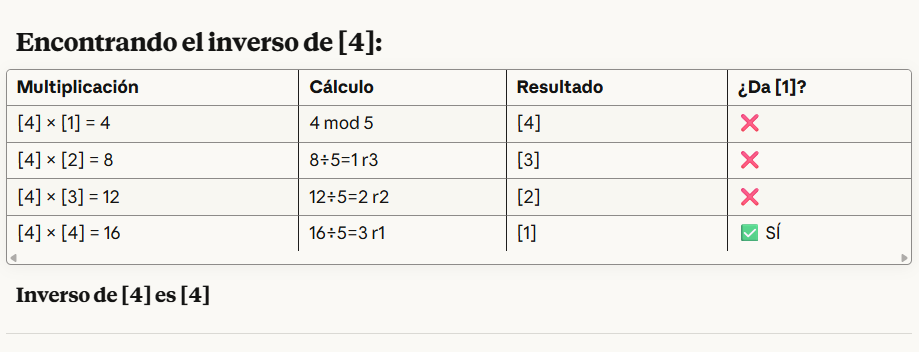 Encontrando el inverso de [4]:
Multiplicación Cálculo Resultado ¿Da [1]?
[4] × [1] = 4 4 mod 5 [4] ❌
[4] × [2] = 8 8÷5=1 r3 [3] ❌
[4] × [3] = 12 12÷5=2 r2 [2] ❌
[4] × [4] = 16 16÷5=3 r1 [1] ✅ SÍ
Inverso de [4] es [4]